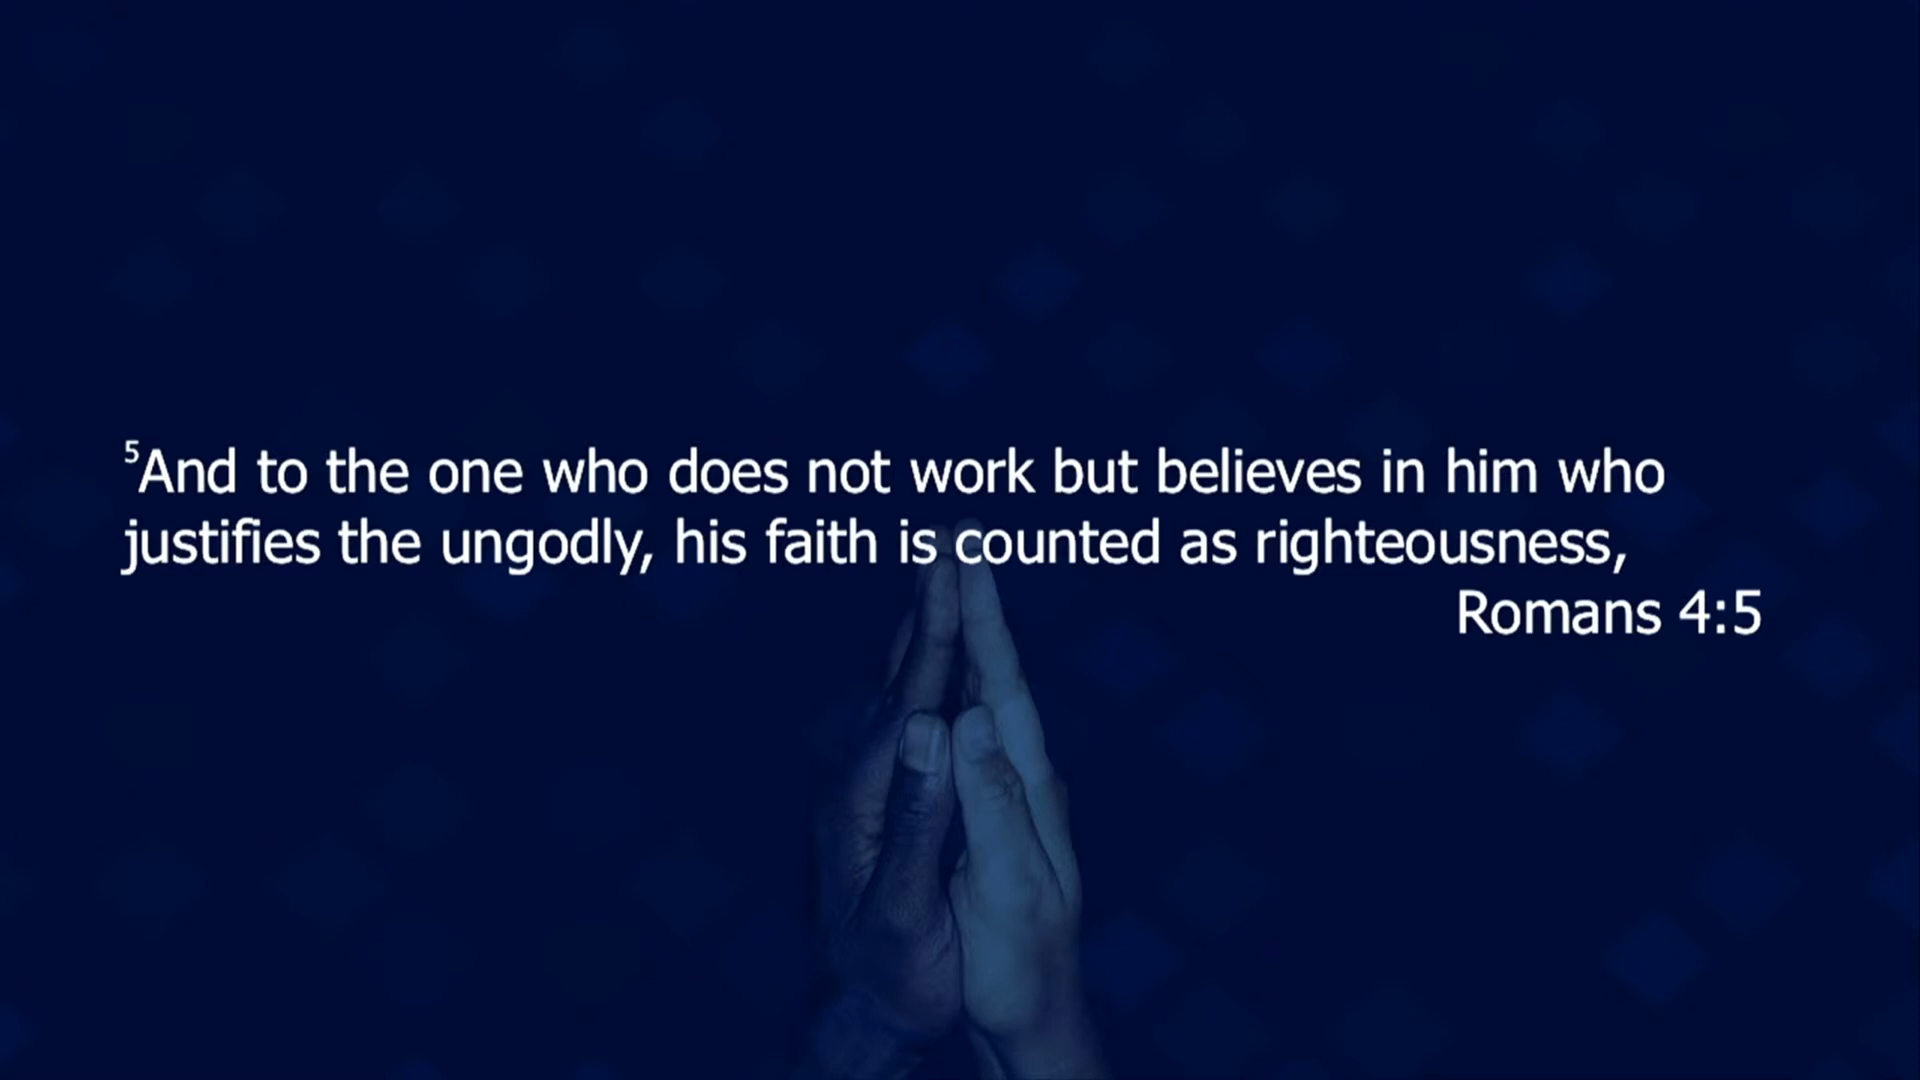 ⁵And to the one who does not work but believes in him who
justifies the ungodly, his faith is counted as righteousness,
Romans 4:5